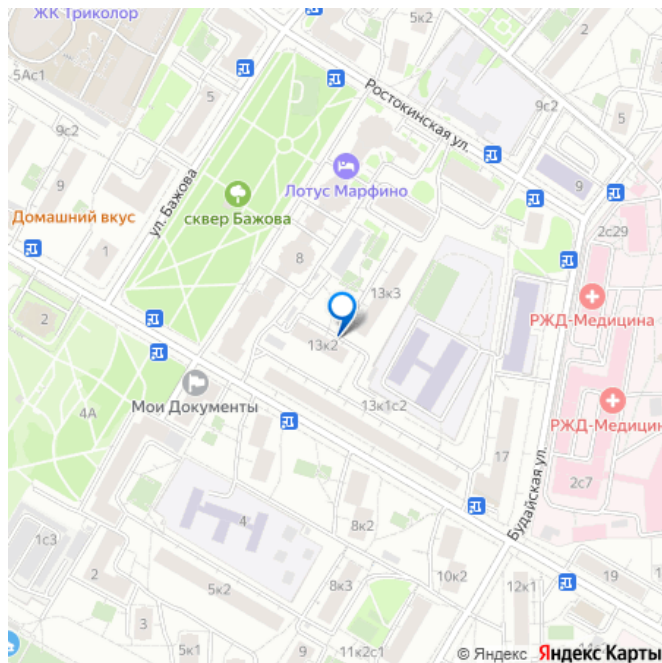 ЖК Триколор
5к2
2
5Ас1
5
Ростокинская ул.
9с2
5
9с2
9
Лотус Марфино
9
ул. Бажова
сквер Бажова
Домашний вкус
2с29
1
8
13к3
РЖД-Медицина
2
13к2
Мои Документы
4А
13к1с2
РЖД-Медицин
17
Будайская ул.
2с7
4
8к2
1с3
2
5к2
8к3
10к2
12к1
19
3
5к1
9
11к2с1
© Яндекс Яндекс Карты